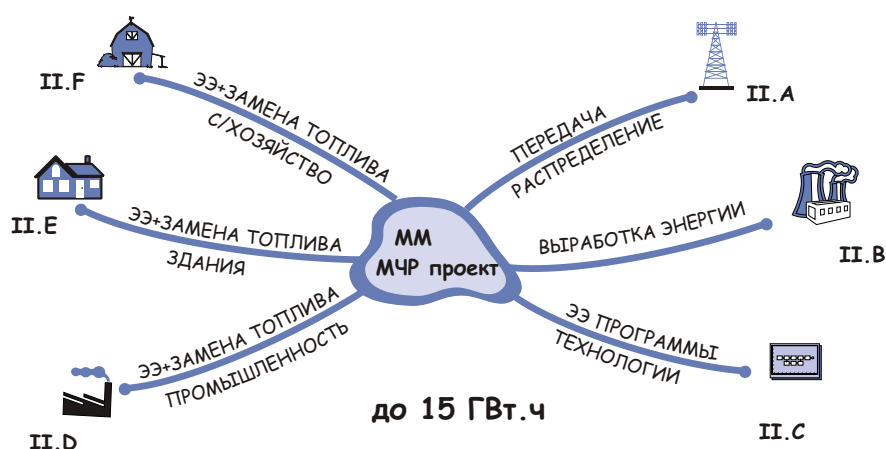 II.F
ЭЭ+ЗАМЕНА ТОПЛИВА
С/ХОЗЯЙСТВО
ПЕРЕДАЧА
РАСПРЕДЕЛЕНИЕ
II.A
II.E
ЭЭ+ЗАМЕНА ТОПЛИВА
ЗДАНИЯ
ММ
МЧР проект
ВЫРАБОТКА ЭНЕРГИИ
II.B
ЭЭ+ЗАМЕНА ТОПЛИВА
ПРОМЫШЛЕННОСТЬ
II.D
ЭЭ ПРОГРАММЫ
ТЕХНОЛОГИИ
II.C
до 15 ГВт.ч